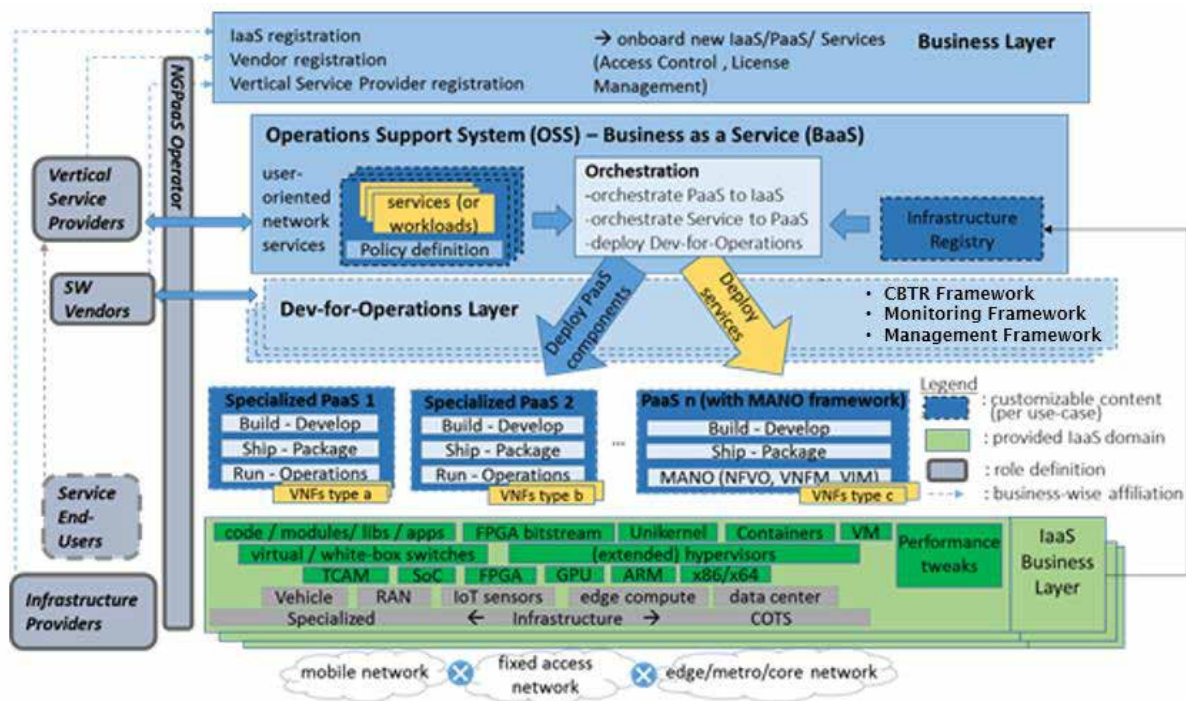 IaaS registration
Vendor registration
Vertical Service Provider registration
→ onboard new IaaS/PaaS/ Services
(Access Control , License
Management)
Business Layer
NGPaaS Operator
Vertical
Service
Providers
SW
Vendors
Service
End-
Users
Infrastructure
Providers
Operations Support System (OSS) – Business as a Service (BaaS)
user-
oriented
network
services
services (or
workloads)
Policy definition
Orchestration
-orchestrate PaaS to IaaS
-orchestrate Service to PaaS
-deploy Dev-for-Operations
Infrastructure
Registry
Dev-for-Operations Layer
Deploy PaaS
components
Deploy
services
• CBTR Framework
• Monitoring Framework
• Management Framework
Specialized PaaS 1
Build - Develop
Ship - Package
Run - Operations
VNFs type a
Specialized PaaS 2
Build - Develop
Ship - Package
Run - Operations
VNFs type b
...
PaaS n (with MANO framework)
Build - Develop
Ship - Package
MANO (NFVO, VNFM, VIM)
VNFs type c
Legend
: customizable content
(per use-case)
: provided IaaS domain
: role definition
: business-wise affiliation
code / modules/ libs / apps
FPGA bitstream
Unikernel
Containers
VM
virtual / white-box switches
(extended) hypervisors
TCAM
SoC
FPGA
GPU
ARM
x86/x64
Performance
tweaks
IaaS
Business
Layer
Vehicle
RAN
IoT sensors
edge compute
data center
Specialized ← Infrastructure → COTS
mobile network
fixed access
network
edge/metro/core network